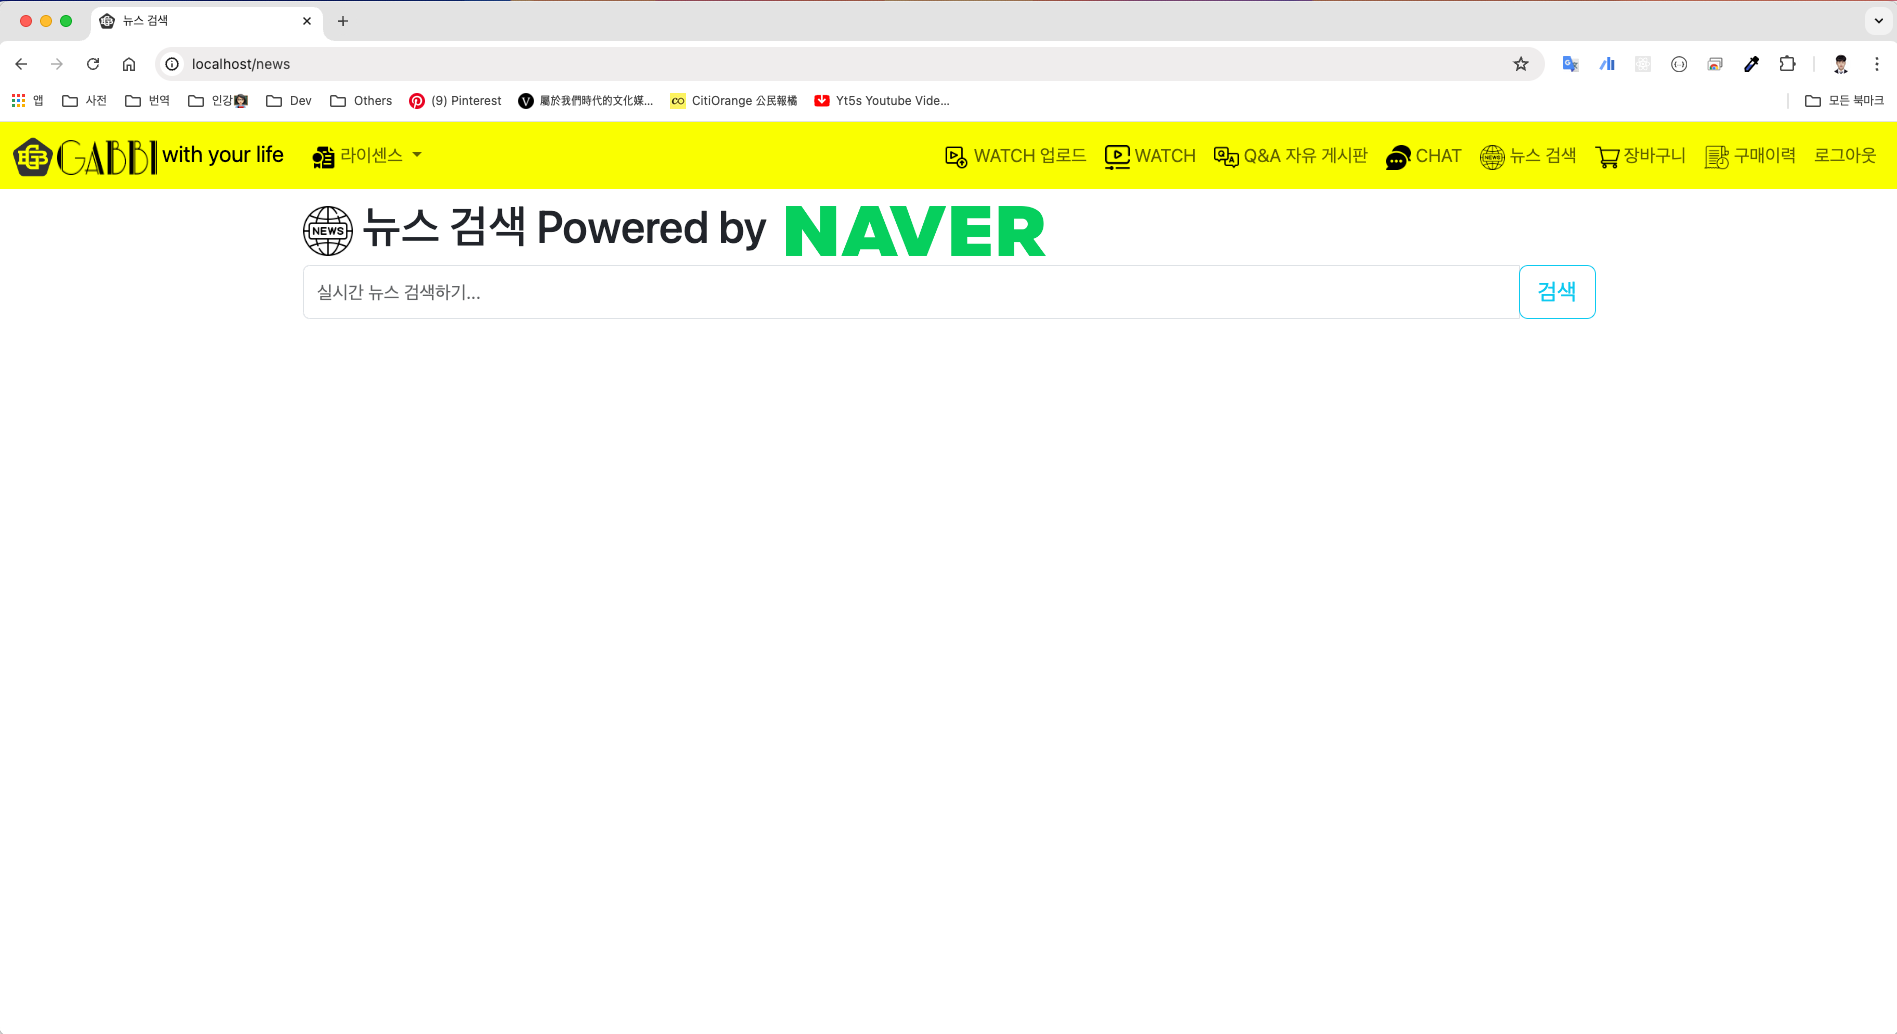 뉴스 검색
localhost/news
앱 사전 번역 인강 Dev Others (9) Pinterest 屬於我們時代的文化媒... CitiOrange 公民報橘 Yt5s Youtube Vide... 모든 북마크
GABBI with your life 라이센스 WATCH 업로드 WATCH Q&A 자유 게시판 CHAT 뉴스 검색 장바구니 구매이력 로그아웃
NEWS 뉴스 검색 Powered by NAVER
실시간 뉴스 검색하기... 검색